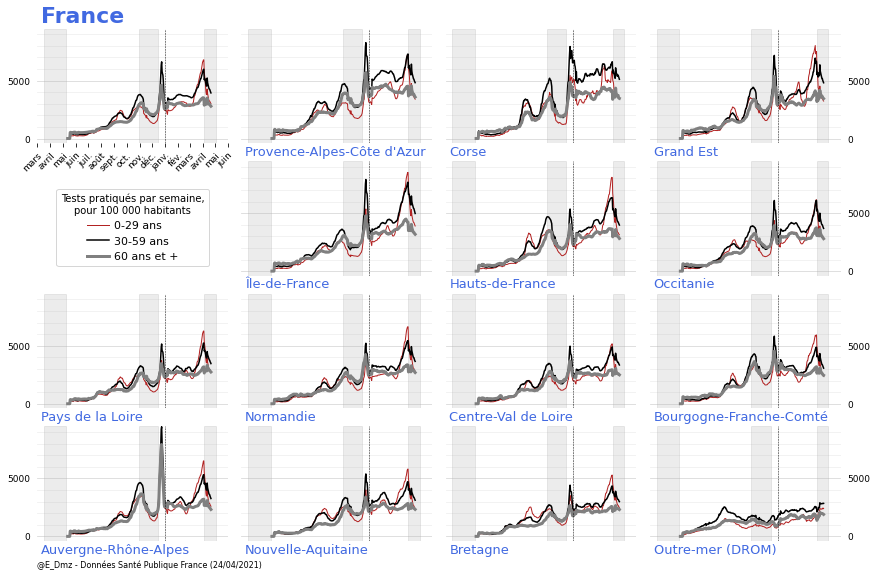 France
5000
0
mars
avril
mai
juin
juil.
août
sept.
oct.
nov.
déc.
janv.
fév.
mars
avril
mai
juin
Provence-Alpes-Côte d'Azur
Corse
Grand Est
5000
0
Tests pratiqués par semaine,
pour 100 000 habitants
0-29 ans
30-59 ans
60 ans et +
Île-de-France
Hauts-de-France
Occitanie
5000
0
5000
0
Pays de la Loire
Normandie
Centre-Val de Loire
Bourgogne-Franche-Comté
5000
0
5000
0
Auvergne-Rhône-Alpes
Nouvelle-Aquitaine
Bretagne
Outre-mer (DROM)
5000
0
@E_Dmz - Données Santé Publique France (24/04/2021)